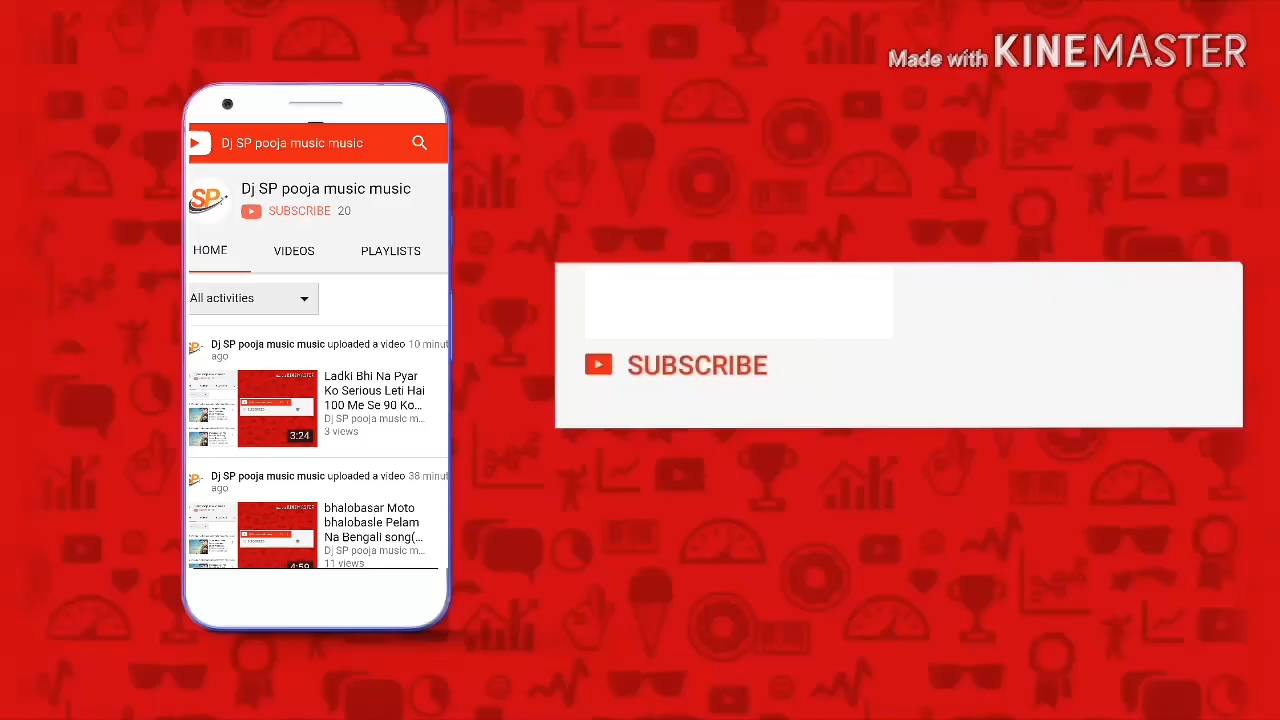 Made with KINEMASTER
Dj SP pooja music music
SP
Dj SP pooja music music
SUBSCRIBE 20
HOME VIDEOS PLAYLISTS
All activities
Dj SP pooja music music uploaded a video 10 minut
ago
Ladki Bhi Na Pyar
Ko Serious Leti Hai
100 Me Se 90 Ko...
Dj SP pooja music m...
3 views
3:24
Dj SP pooja music music uploaded a video 38 minut
ago
bhalobasar Moto
bhalobasle Pelam
Na Bengali song(...
Dj SP pooja music m...
11 views
4:59
SUBSCRIBE